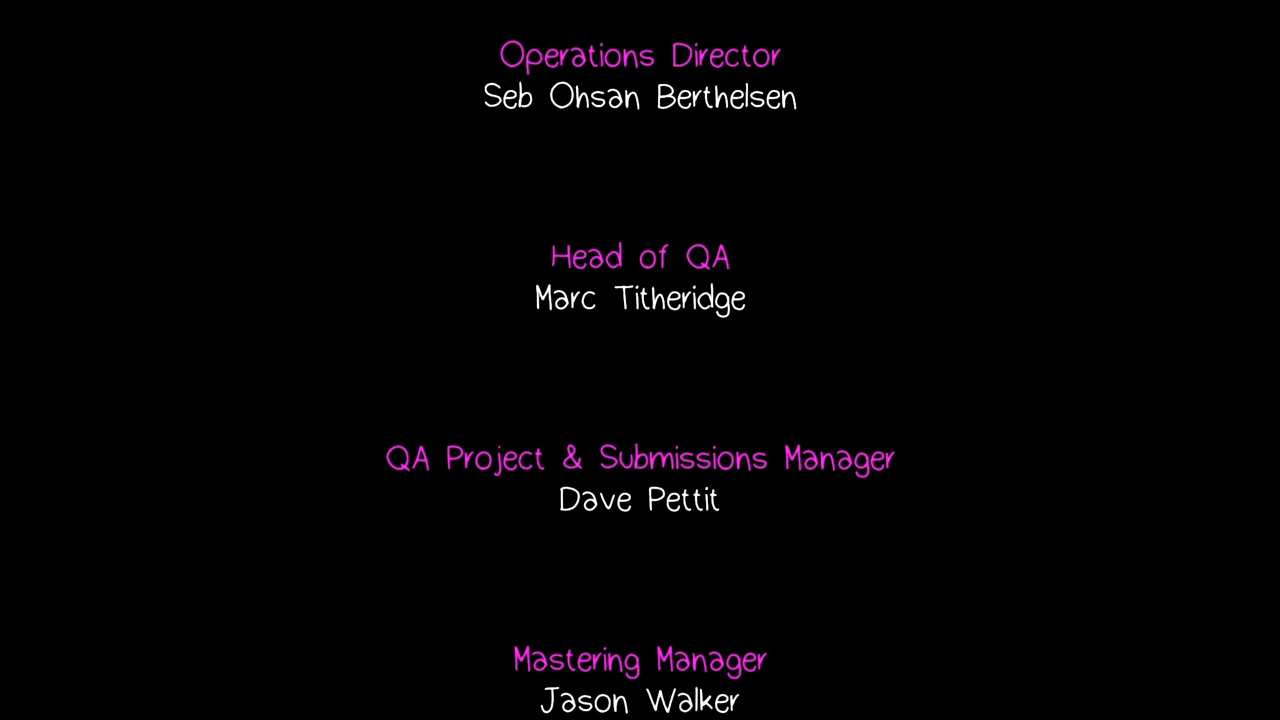 Operations Director
Seb Ohsan Berthelsen
Head of QA
Marc Titheridge
QA Project & Submissions Manager
Dave Pettit
Mastering Manager
Jason Walker